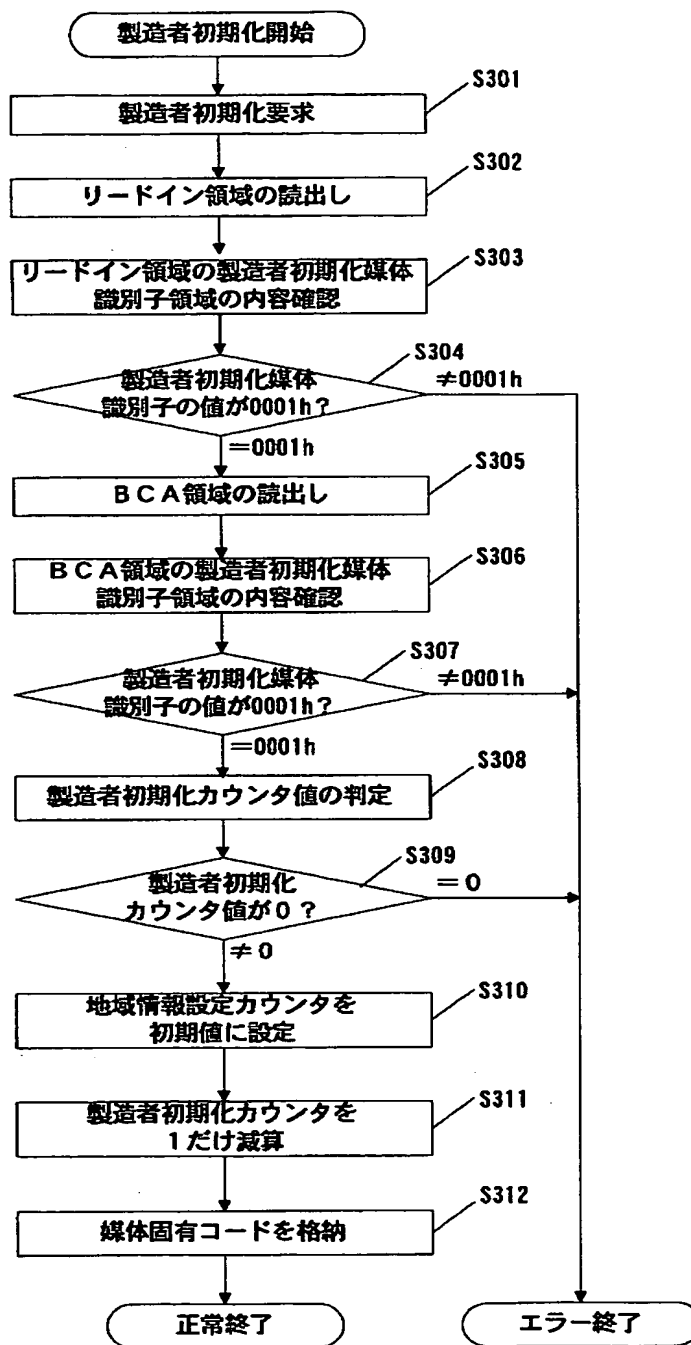 製造者初期化開始
S301
製造者初期化要求
S302
リードイン領域の読出し
S303
リードイン領域の製造者初期化媒体
識別子領域の内容確認
S304
製造者初期化媒体
識別子の値が0001h?
≠0001h
=0001h
S305
BCA領域の読出し
S306
BCA領域の製造者初期化媒体
識別子領域の内容確認
S307
製造者初期化媒体
識別子の値が0001h?
≠0001h
=0001h
S308
製造者初期化カウンタ値の判定
S309
製造者初期化
カウンタ値が0?
=0
≠0
S310
地域情報設定カウンタを
初期値に設定
S311
製造者初期化カウンタを
1だけ減算
S312
媒体固有コードを格納
正常終了
エラー終了